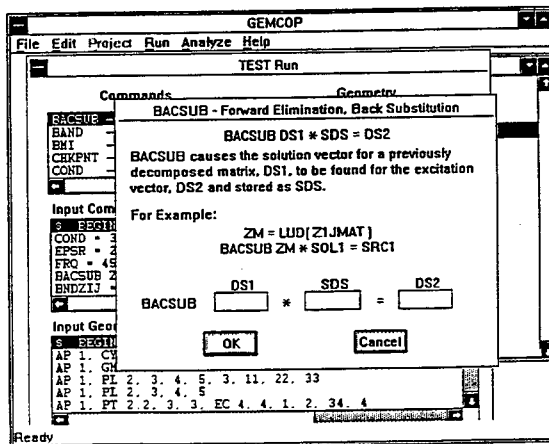 GEMCOP
File Edit Project Run Analyze Help
TEST Run
Commands Geometry
BACSUB
BAND
BMI
CHKPNT
COND
BACSUB - Forward Elimination, Back Substitution
BACSUB DS1 * SDS = DS2
BACSUB causes the solution vector for a previously
decomposed matrix, DS1, to be found for the excitation
vector, DS2 and stored as SDS.
For Example:
ZM = LUD(Z1JMAT)
BACSUB ZM * SOL1 = SRC1
DS1 SDS DS2
BACSUB * =
OK Cancel
Input Com
$ BEGIN
COND = 3
EPSR = 2
FRQ = 49
BACSUB Z
BNDZIJ =
Input Geo
$ BEGIN
AP 1. CY
AP 1. GM
AP 1. PL 2. 3. 4. 5. 3. 11. 22. 33
AP 1. PL 2. 3. 4. 5
AP 1. PT 2.2. 3. 3. EC 4. 4. 1. 2. 34. 4
Ready